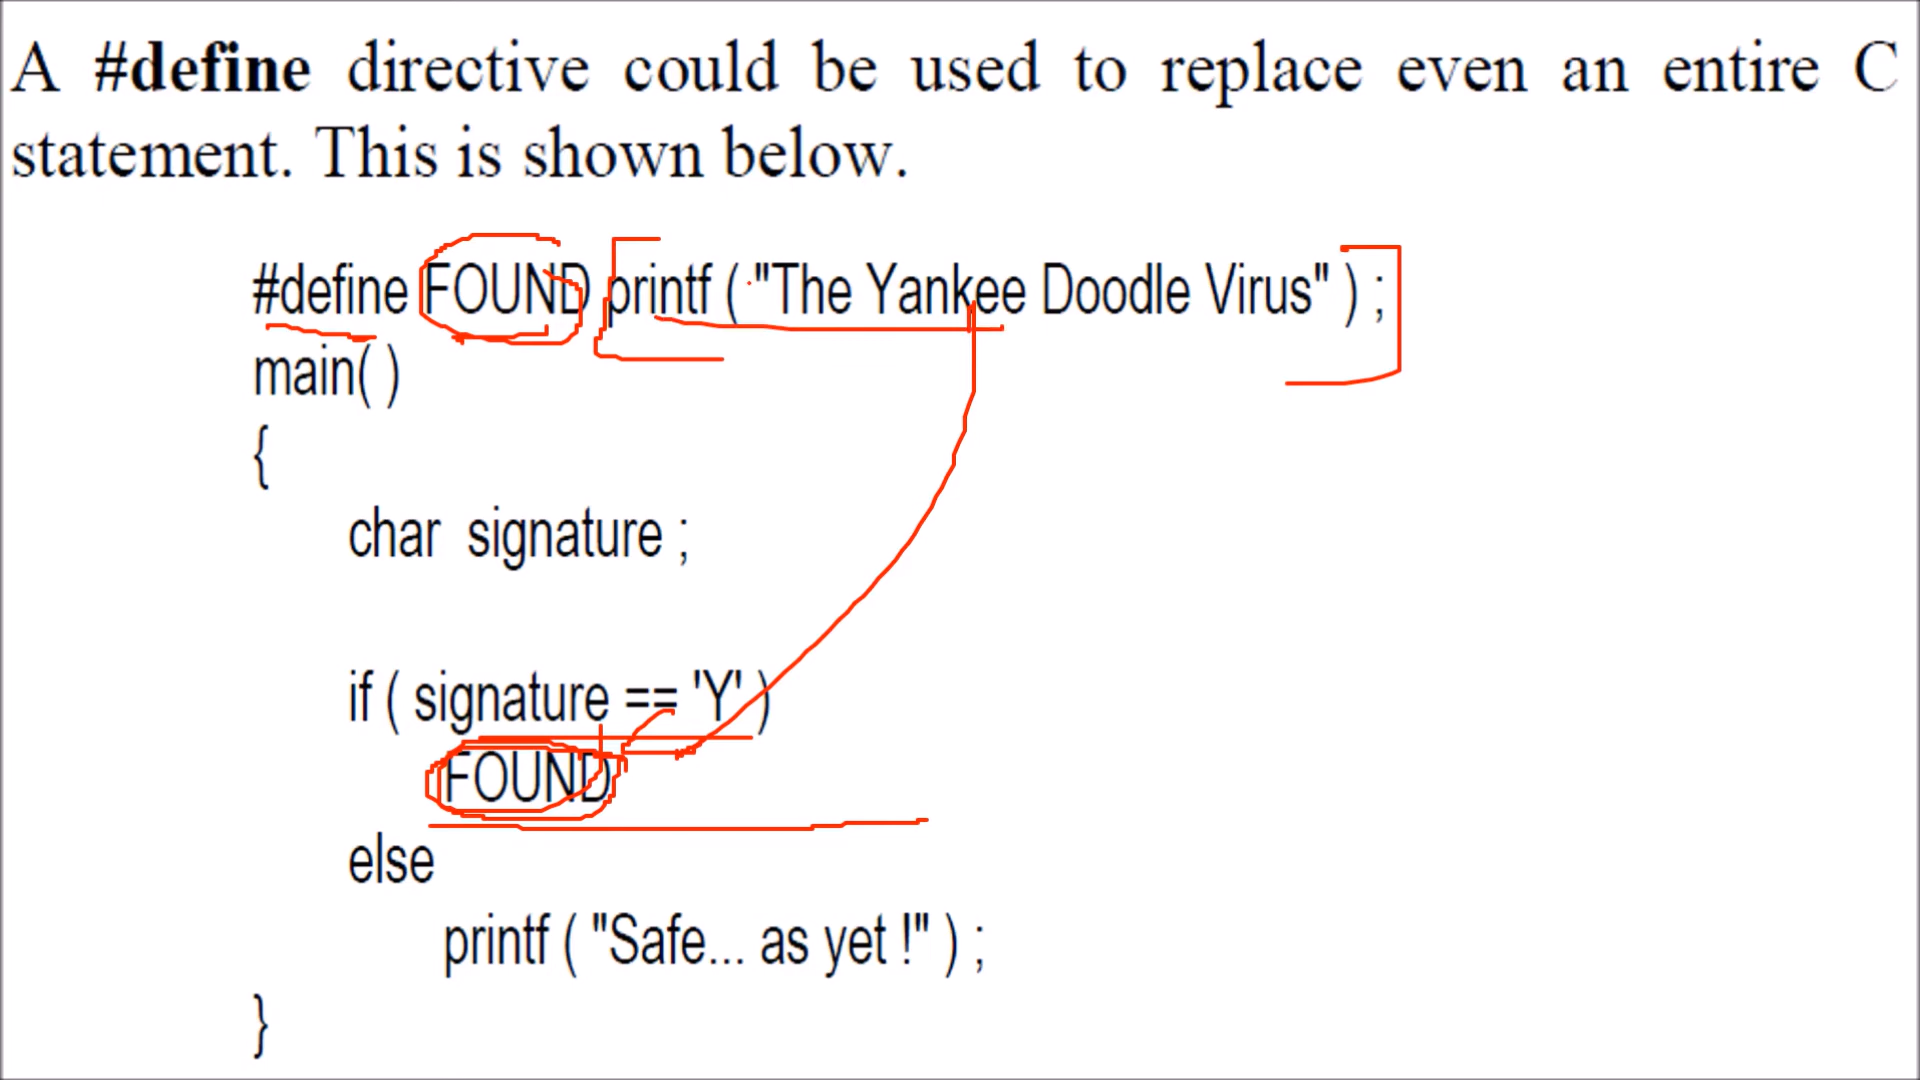 A #define directive could be used to replace even an entire C
statement. This is shown below.
#define FOUND printf ( "The Yankee Doodle Virus" ) ;
main( )
{
char signature ;
if ( signature == 'Y' )
FOUND
else
printf ( "Safe... as yet !" ) ;
}